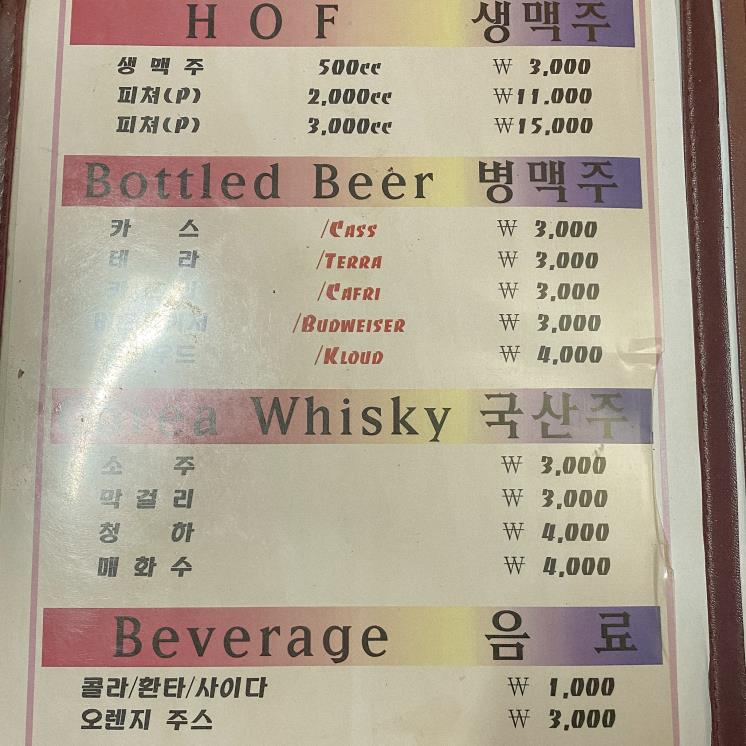 HOF 생맥주
생맥주 500cc ₩ 3,000
피쳐(P) 2,000cc ₩11,000
피쳐(P) 3,000cc ₩15,000
Bottled Beer 병맥주
카스 /CASS ₩ 3,000
테라 /TERRA ₩ 3,000
/CAFRI ₩ 3,000
/BUDWEISER ₩ 3,000
/KLOUD ₩ 4,000
Korea Whisky 국산주
소주 ₩ 3,000
막걸리 ₩ 3,000
청하 ₩ 4,000
매화수 ₩ 4,000
Beverage 음료
콜라/환타/사이다 ₩ 1,000
오렌지 주스 ₩ 3,000